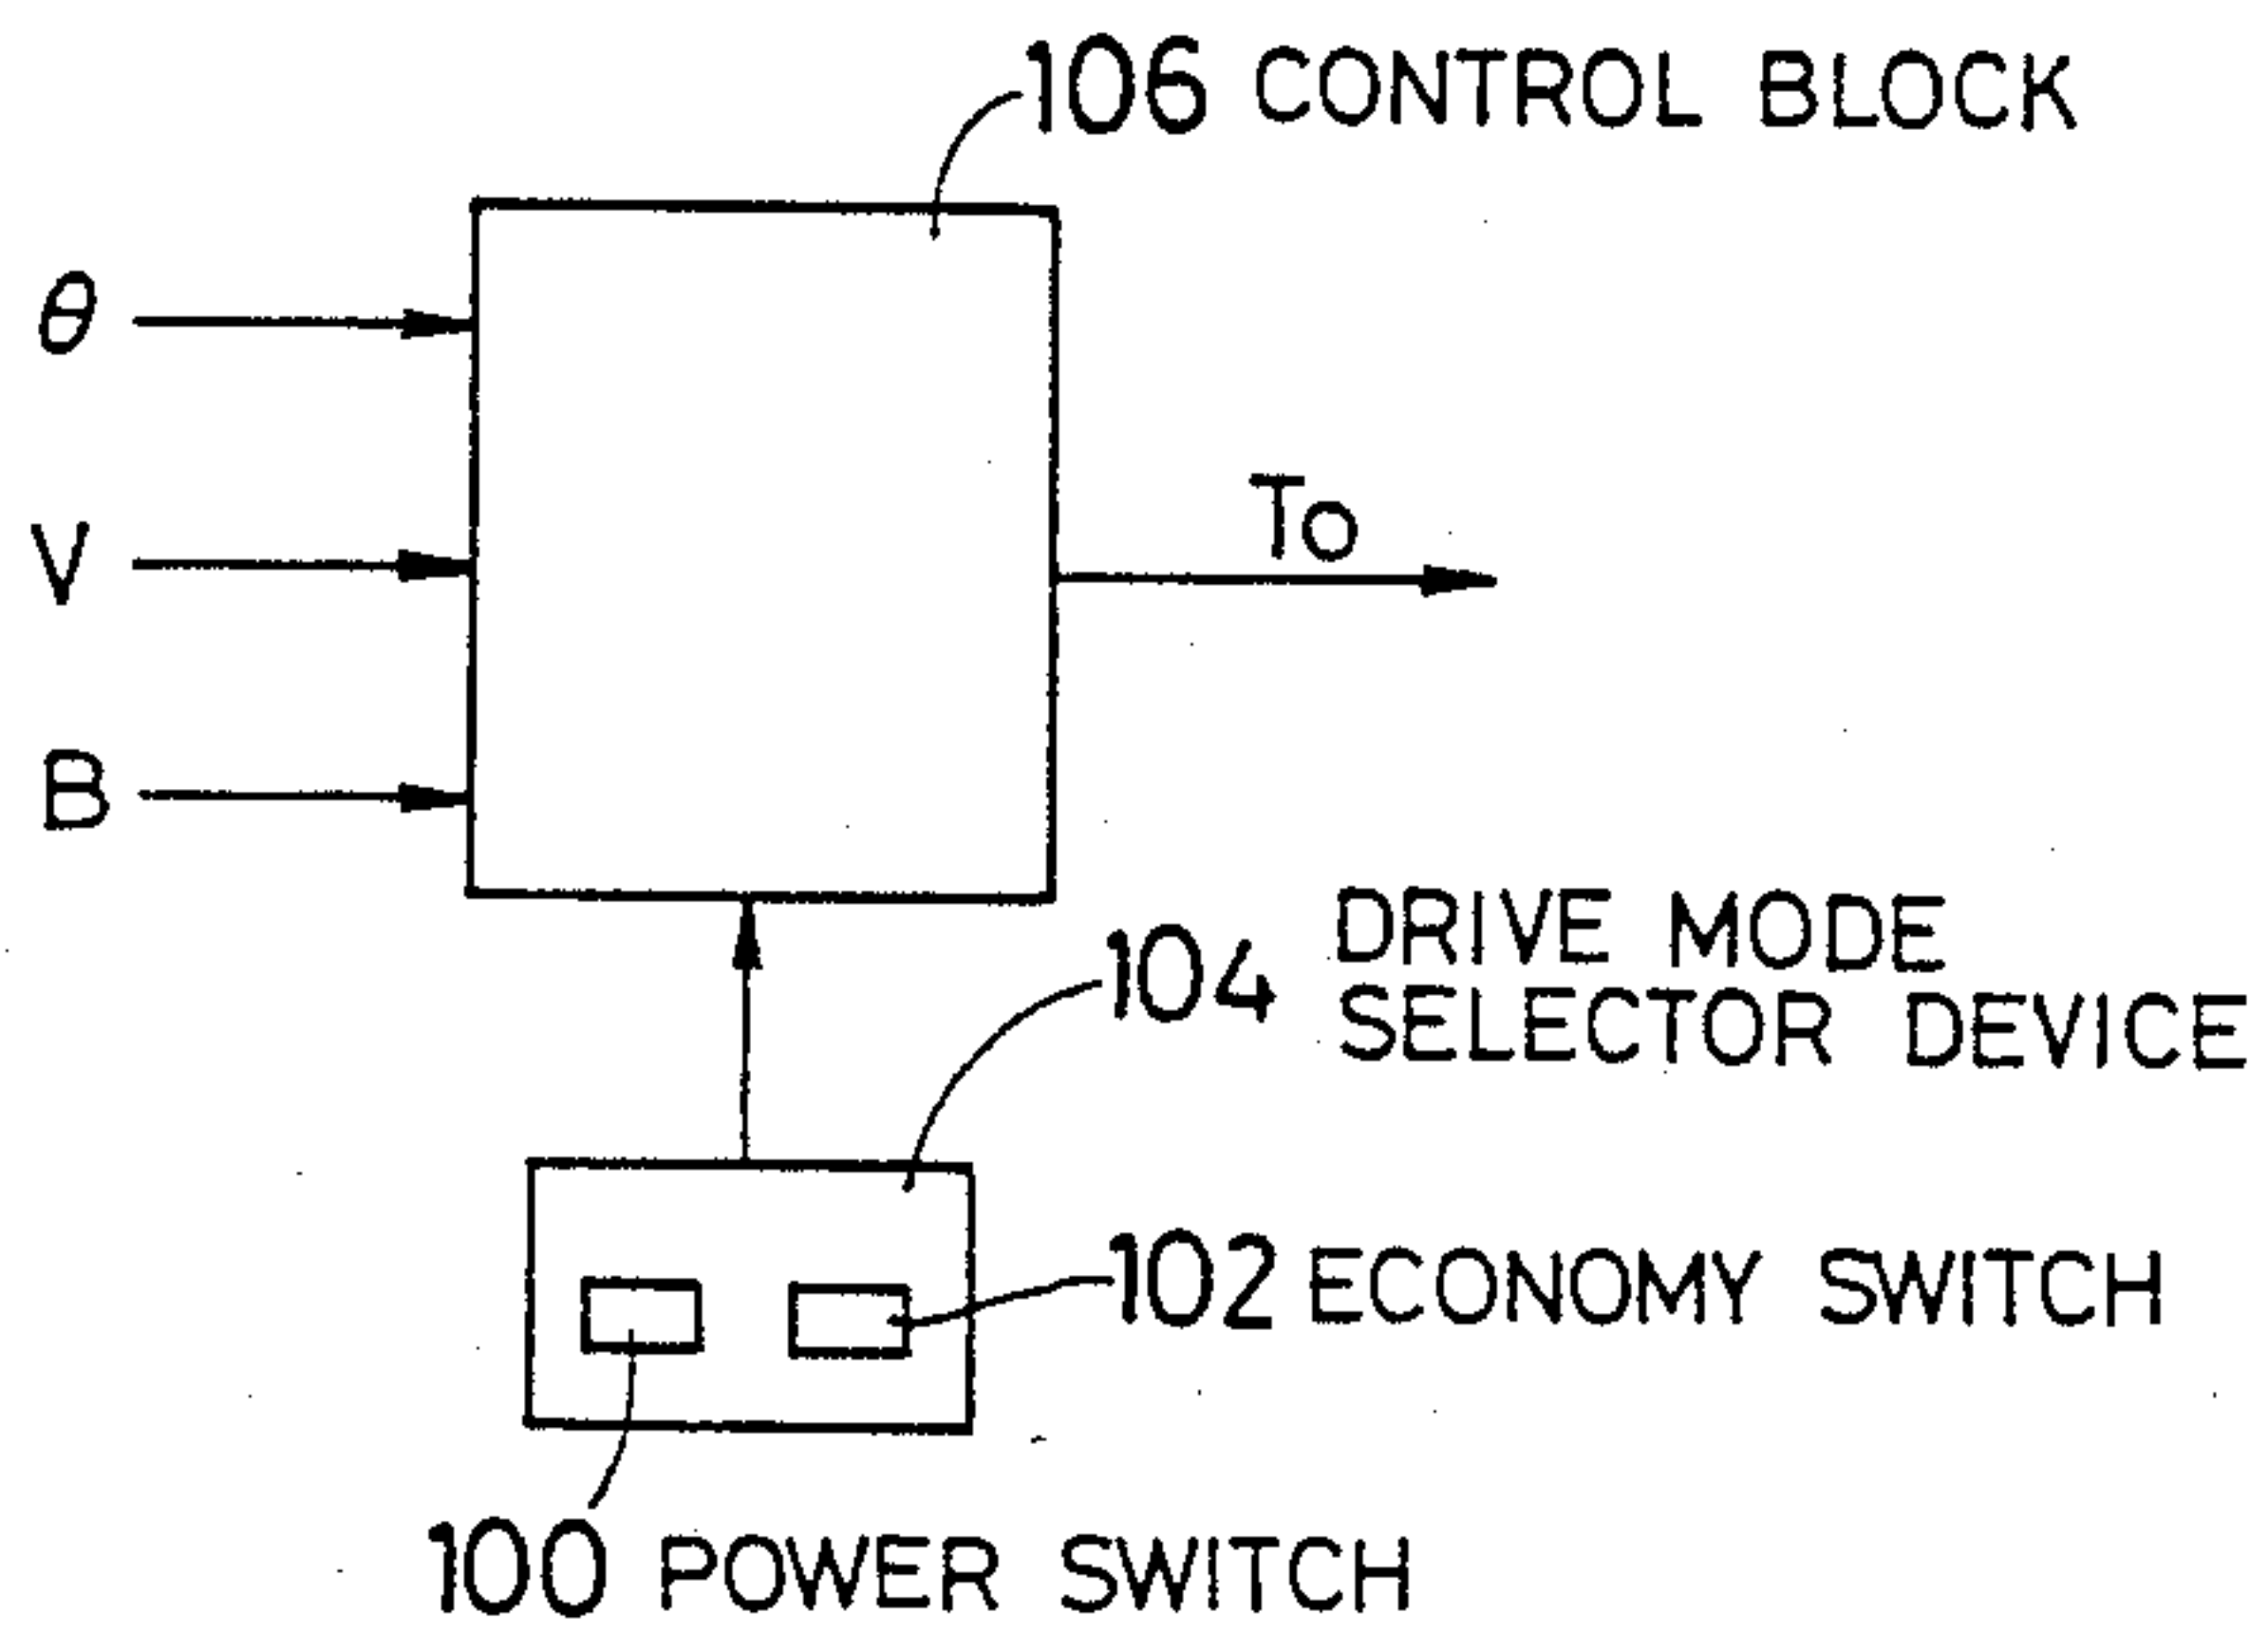 106 CONTROL BLOCK
θ
V
To
B
104 DRIVE MODE
SELECTOR DEVICE
102 ECONOMY SWITCH
100 POWER SWITCH